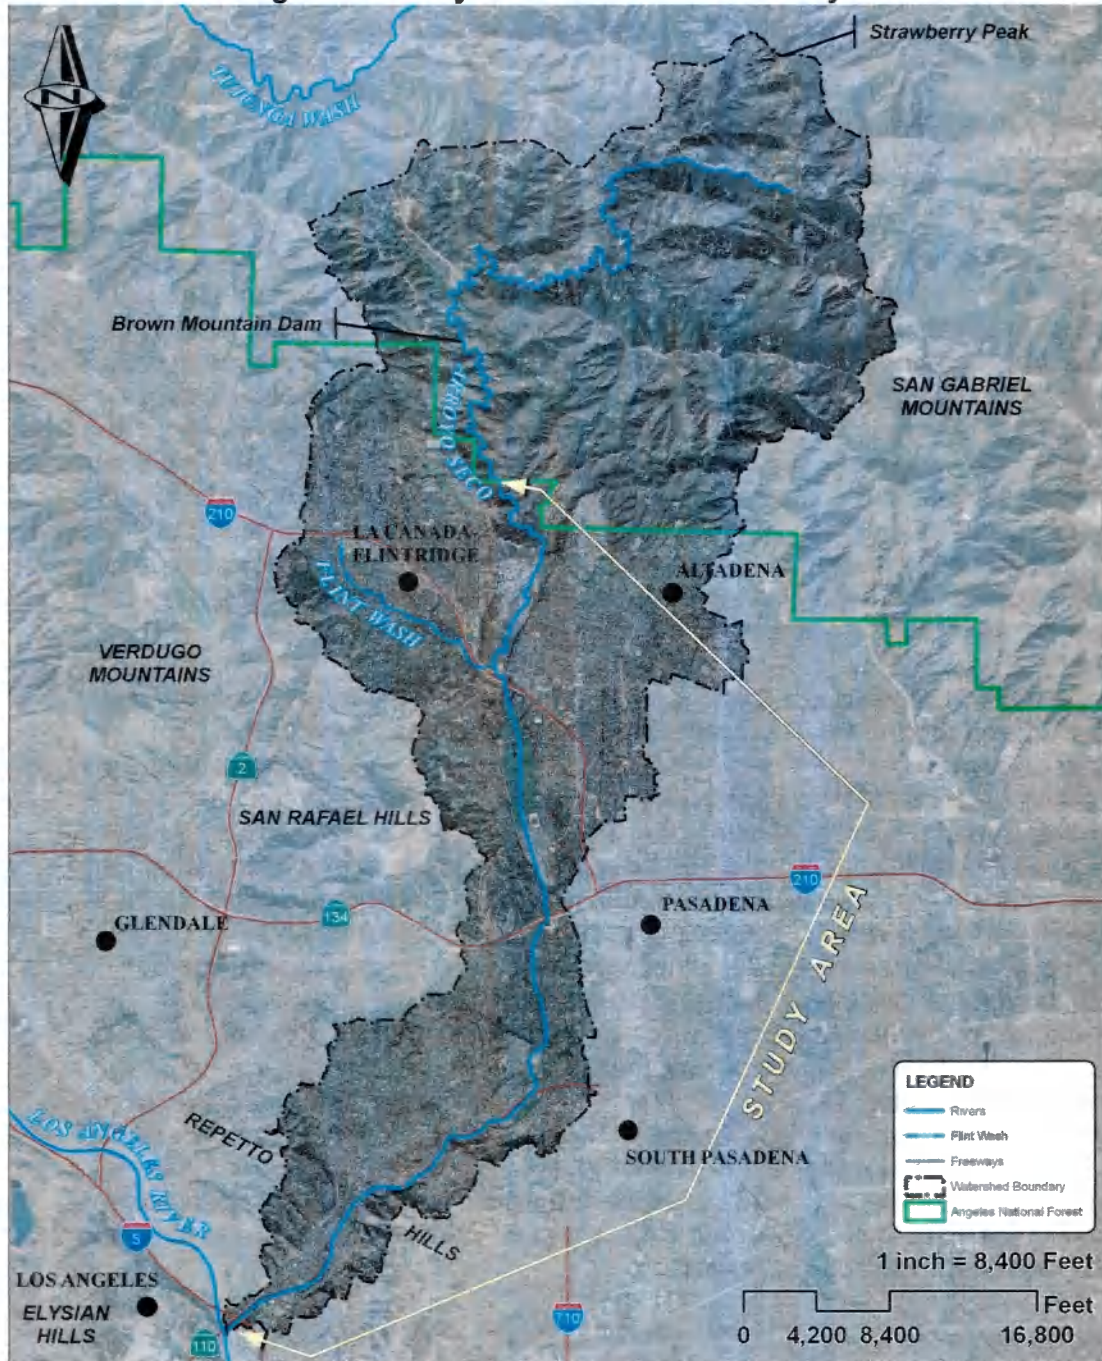 Strawberry Peak
N
TUJUNGA WASH
Brown Mountain Dam
SAN GABRIEL
MOUNTAINS
ARROYO SECO
210
LA CANADA-
FLINTRIDGE
ALTADENA
FLINT WASH
VERDUGO
MOUNTAINS
2
SAN RAFAEL HILLS
210
134
PASADENA
GLENDALE
STUDY AREA
LEGEND
Rivers
Flint Wash
Freeways
Watershed Boundary
Angeles National Forest
LOS ANGELES RIVER
REPETTO
SOUTH PASADENA
HILLS
5
1 inch = 8,400 Feet
LOS ANGELES
ELYSIAN
HILLS
110
710
Feet
0 4,200 8,400 16,800